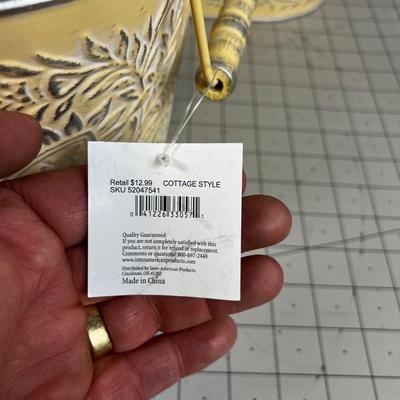 Retail $12.99 COTTAGE STYLE
SKU 52047541
0 41226 33057 1
Quality Guaranteed:
If you are not completely satisfied with this
product, return it for refund or replacement.
Comments or questions? 800-697-2448
www.interamericanproducts.com
Distributed by Inter-American Products,
Cincinnati, OH 45202
Made in China